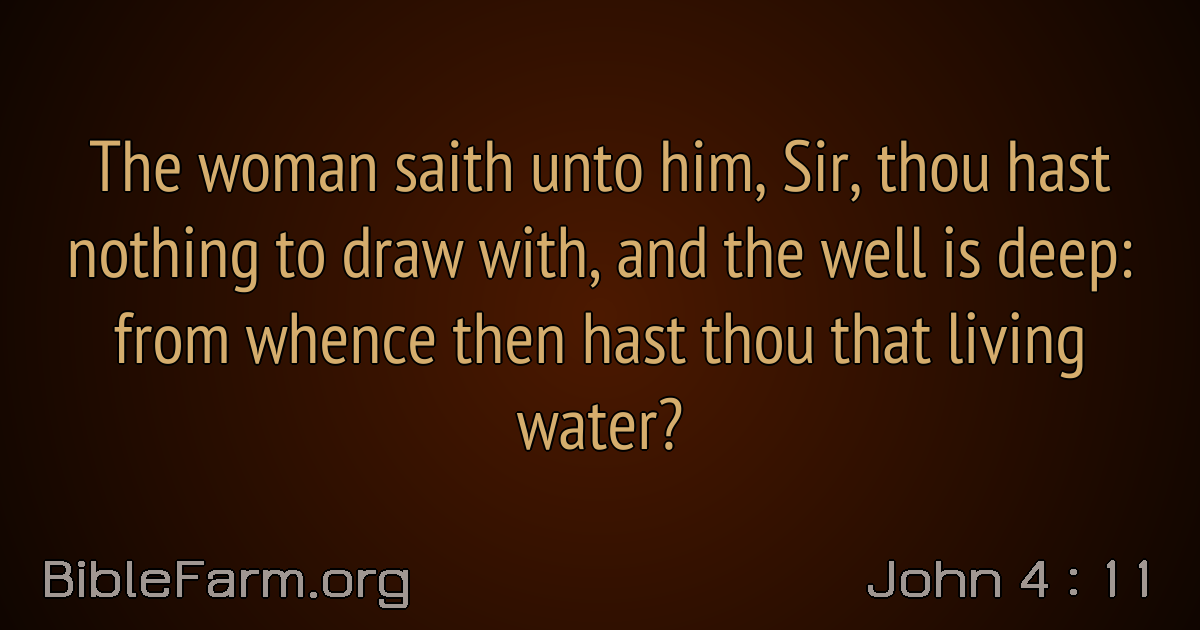 The woman saith unto him, Sir, thou hast
nothing to draw with, and the well is deep:
from whence then hast thou that living
water?
BibleFarm.org
John 4 : 11